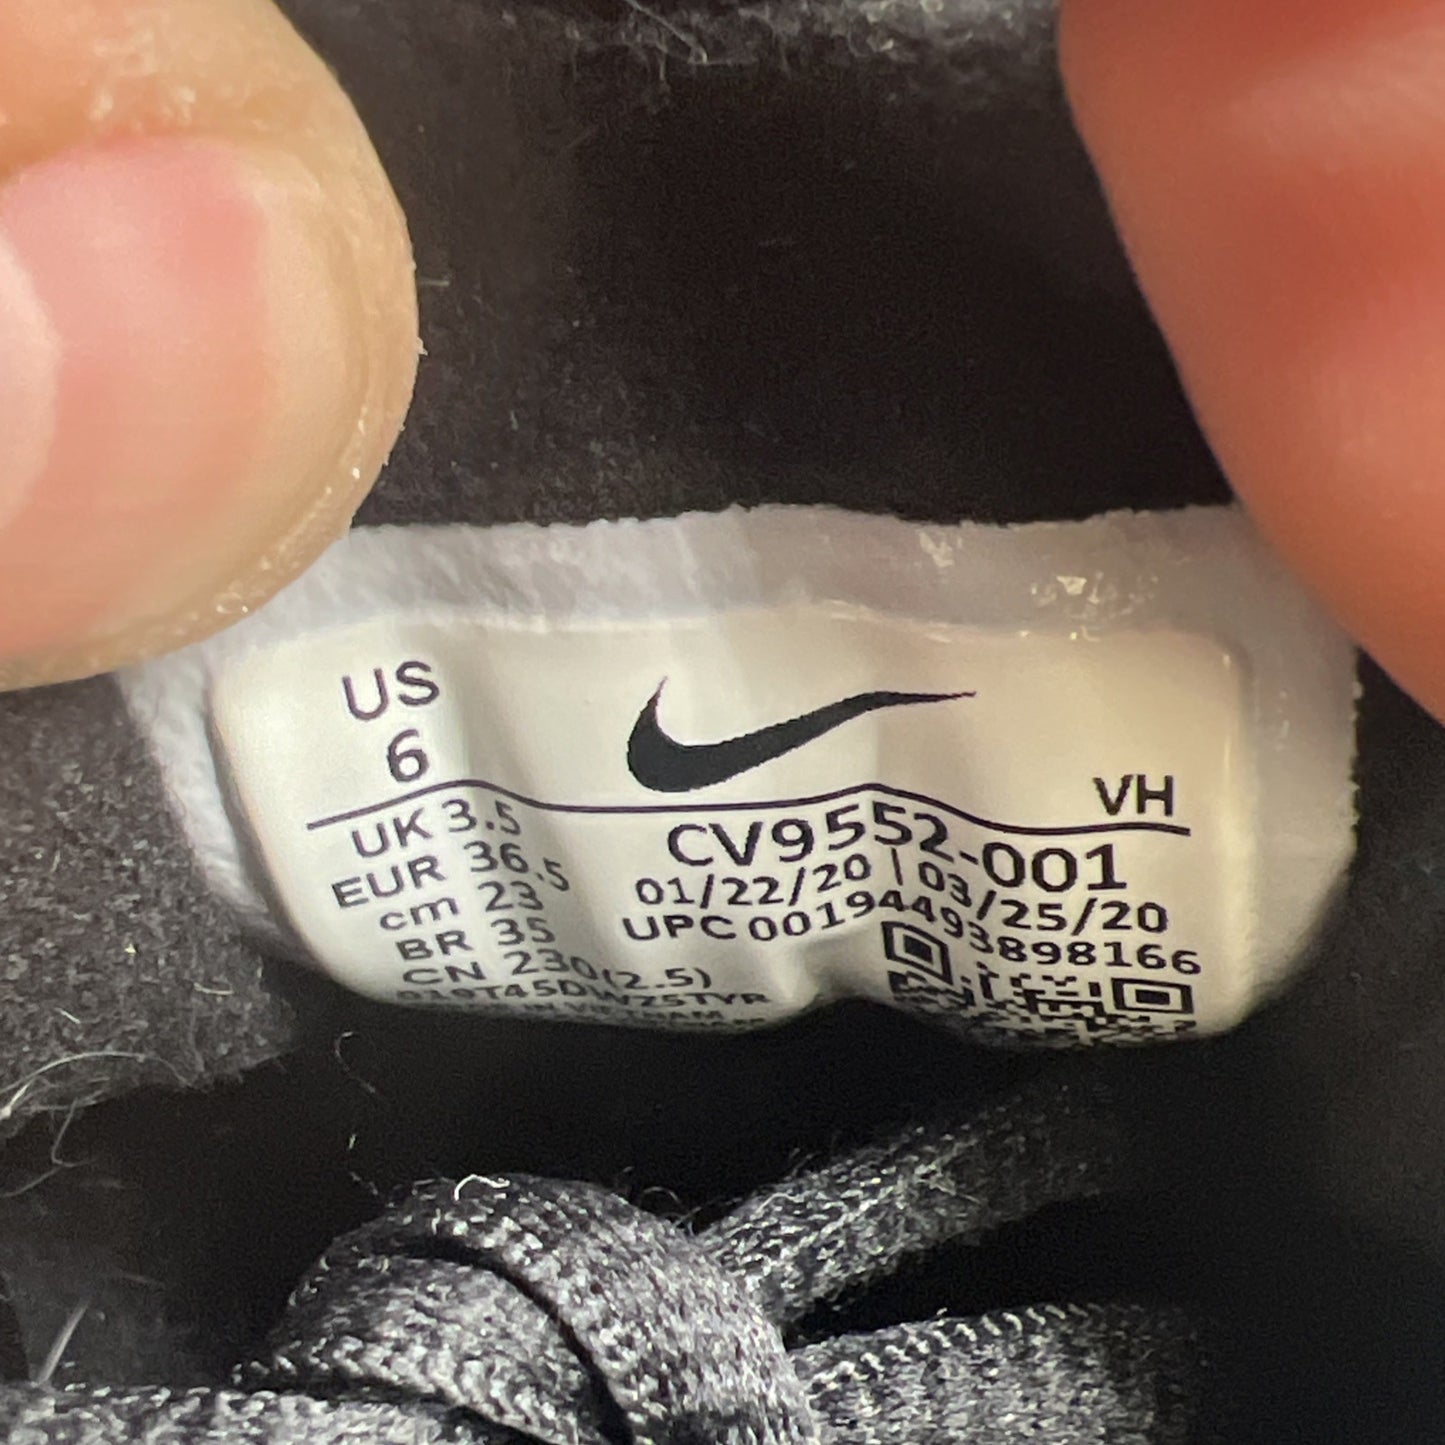 US
6
VH
UK 3.5
EUR 36.5
cm 23
BR 35
CN 230(2.5)
CV9552-001
01/22/20 | 03/25/20
UPC 00194493898166
VIETNAM